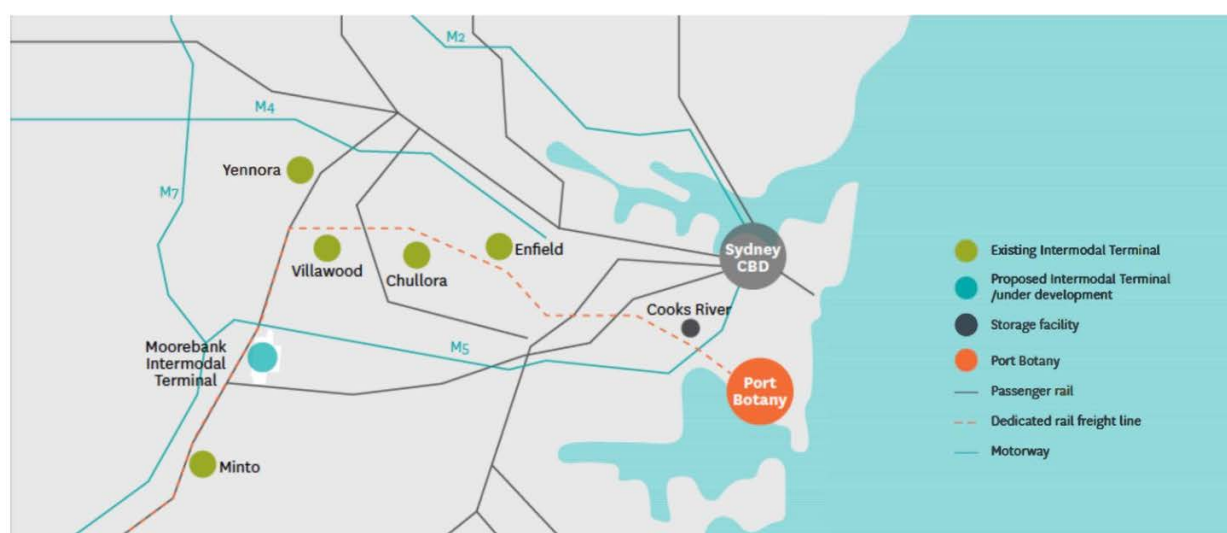 M2
M4
Yennora
M7
Villawood
Chullora
Enfield
Sydney
CBD
Cooks River
Moorebank
Intermodal
Terminal
M5
Port
Botany
Minto
Existing Intermodal Terminal
Proposed Intermodal Terminal
/under development
Storage facility
Port Botany
Passenger rail
Dedicated rail freight line
Motorway